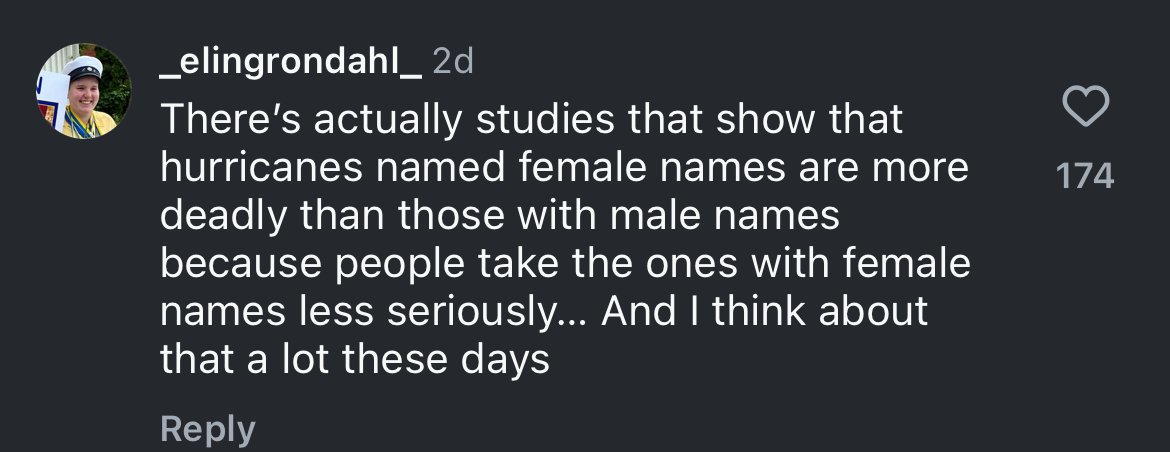 _elingrondahl_ 2d
There’s actually studies that show that
hurricanes named female names are more
174
deadly than those with male names
because people take the ones with female
names less seriously... And I think about
that a lot these days
Reply